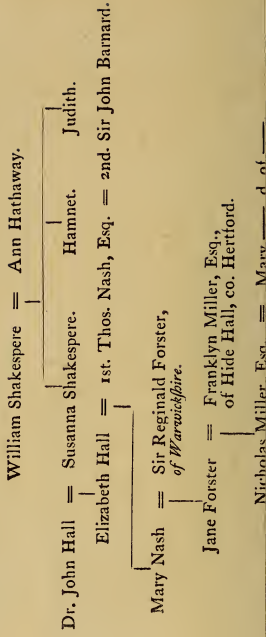 William Shakespere = Ann Hathaway.
Dr. John Hall = Susanna Shakespere. Hamnet. Judith.
Elizabeth Hall = 1st. Thos. Nash, Esq. = 2nd. Sir John Barnard.
Mary Nash = Sir Reginald Forster,
of Warwickshire.
Jane Forster = Franklyn Miller, Esq.,
of Hide Hall, co. Hertford.
Nicholas Miller, Esq. = Mary — d. of —